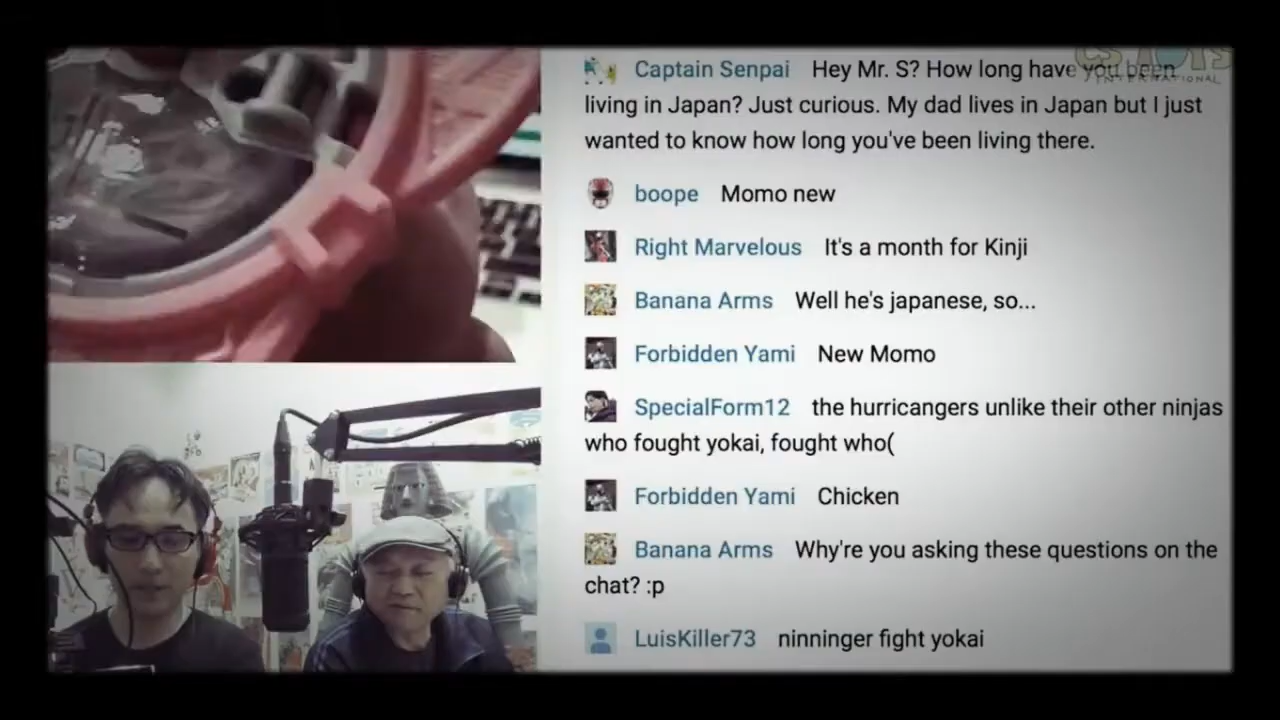 CSTOYS
INTERNATIONAL
Captain Senpai Hey Mr. S? How long have you been
living in Japan? Just curious. My dad lives in Japan but I just
wanted to know how long you've been living there.
boope Momo new
Right Marvelous It's a month for Kinji
Banana Arms Well he's japanese, so...
Forbidden Yami New Momo
SpecialForm12 the hurricangers unlike their other ninjas
who fought yokai, fought who(
Forbidden Yami Chicken
Banana Arms Why're you asking these questions on the
chat? :p
LuisKiller73 ninninger fight yokai